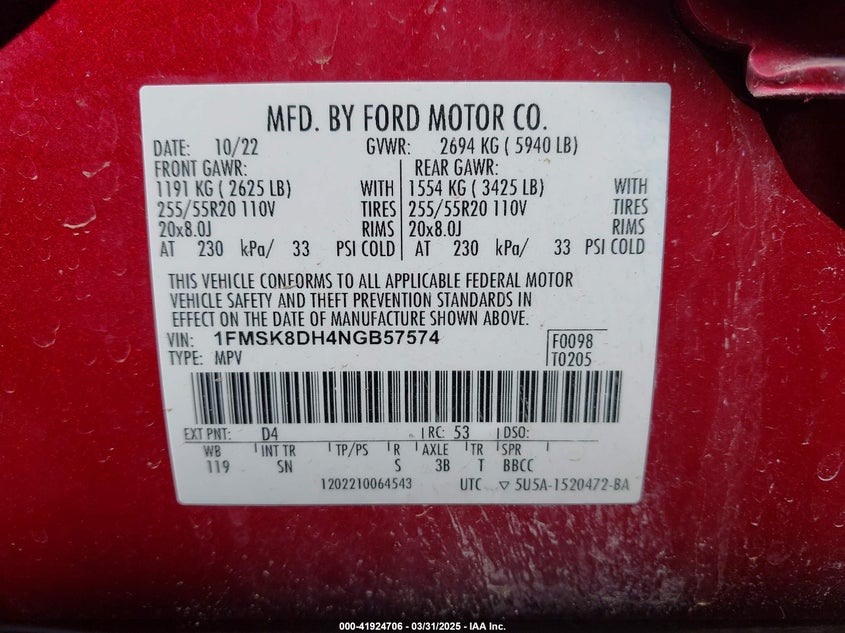 MFD. BY FORD MOTOR CO.
DATE: 10/22 GVWR: 2694 KG ( 5940 LB)
FRONT GAWR: REAR GAWR:
1191 KG ( 2625 LB) WITH 1554 KG ( 3425 LB) WITH
255/55R20 110V TIRES 255/55R20 110V TIRES
20x8.0J RIMS 20x8.0J RIMS
AT 230 kPa/ 33 PSI COLD AT 230 kPa/ 33 PSI COLD
THIS VEHICLE CONFORMS TO ALL APPLICABLE FEDERAL MOTOR
VEHICLE SAFETY AND THEFT PREVENTION STANDARDS IN
EFFECT ON THE DATE OF MANUFACTURE SHOWN ABOVE.
VIN: 1FMSK8DH4NGB57574 F0098
TYPE: MPV T0205
EXT PNT: D4 RC: 53 DSO:
WB INT TR TP/PS R AXLE TR SPR
119 SN S 3B T BBCC
1202210064543 UTC ▽ 5U5A-1520472-BA
000-41924706 — 03/31/2025 — IAA Inc.